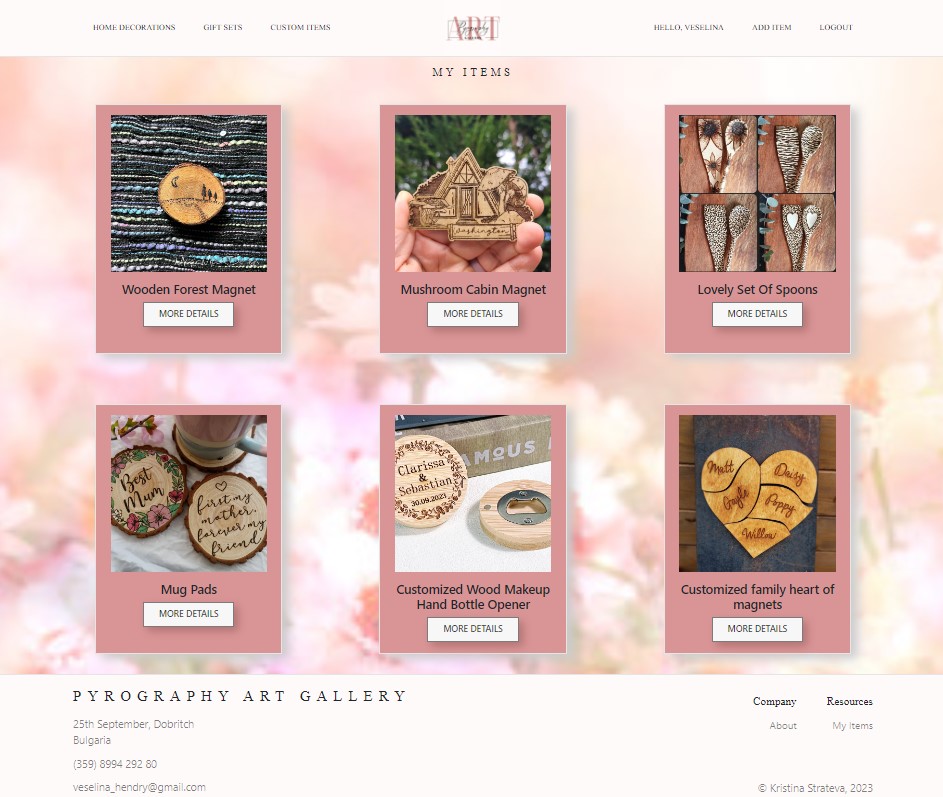 HOME DECORATIONS GIFT SETS CUSTOM ITEMS ART HELLO, VESELINA ADD ITEM LOGOUT
MY ITEMS
Washington
Wooden Forest Magnet
MORE DETAILS
Mushroom Cabin Magnet
MORE DETAILS
Lovely Set Of Spoons
MORE DETAILS
Best
Mum
first my
mother
forever my
friend
Clarissa
&
Sebastian
30.09.2023
AMOUS
Matt
Daisy
Gayle
Poppy
Willow
Mug Pads
MORE DETAILS
Customized Wood Makeup
Hand Bottle Opener
MORE DETAILS
Customized family heart of
magnets
MORE DETAILS
PYROGRAPHY ART GALLERY
25th September, Dobritch
Bulgaria
(359) 8994 292 80
veselina_hendry@gmail.com
Company Resources
About My items
© Kristina Strateva, 2023